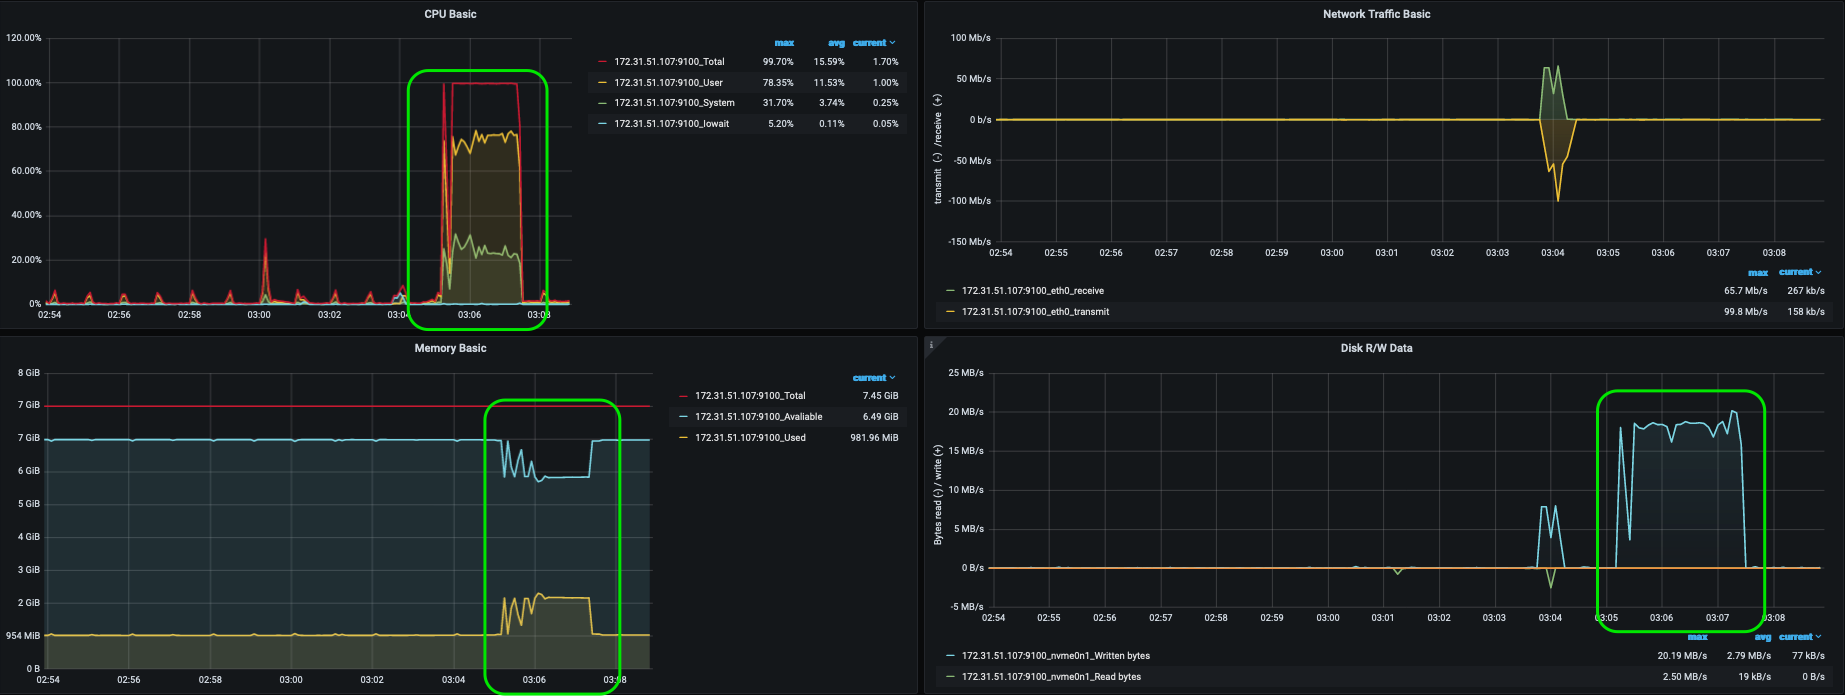 CPU Basic
120.00%
100.00%
80.00%
60.00%
40.00%
20.00%
0%
02:54 02:56 02:58 03:00 03:02 03:04 03:06 03:08
max avg current
172.31.51.107:9100_Total 99.70% 15.59% 1.70%
172.31.51.107:9100_User 78.35% 11.53% 1.00%
172.31.51.107:9100_System 31.70% 3.74% 0.25%
172.31.51.107:9100_Iowait 5.20% 0.11% 0.05%
Network Traffic Basic
transmit (-) /receive (+)
100 Mb/s
50 Mb/s
0 b/s
-50 Mb/s
-100 Mb/s
-150 Mb/s
02:54 02:55 02:56 02:57 02:58 02:59 03:00 03:01 03:02 03:03 03:04 03:05 03:06 03:07 03:08
max current
172.31.51.107:9100_eth0_receive 65.7 Mb/s 267 kb/s
172.31.51.107:9100_eth0_transmit 99.8 Mb/s 158 kb/s
Memory Basic
8 GiB
7 GiB
7 GiB
6 GiB
5 GiB
4 GiB
3 GiB
2 GiB
954 MiB
0 B
02:54 02:56 02:58 03:00 03:02 03:04 03:06 03:08
current
172.31.51.107:9100_Total 7.45 GiB
172.31.51.107:9100_Avaliable 6.49 GiB
172.31.51.107:9100_Used 981.96 MiB
i
Disk R/W Data
Bytes read (-) / write (+)
25 MB/s
20 MB/s
15 MB/s
10 MB/s
5 MB/s
0 B/s
-5 MB/s
02:54 02:55 02:56 02:57 02:58 02:59 03:00 03:01 03:02 03:03 03:04 03:05 03:06 03:07 03:08
max avg current
172.31.51.107:9100_nvme0n1_Written bytes 20.19 MB/s 2.79 MB/s 77 kB/s
172.31.51.107:9100_nvme0n1_Read bytes 2.50 MB/s 19 kB/s 0 B/s